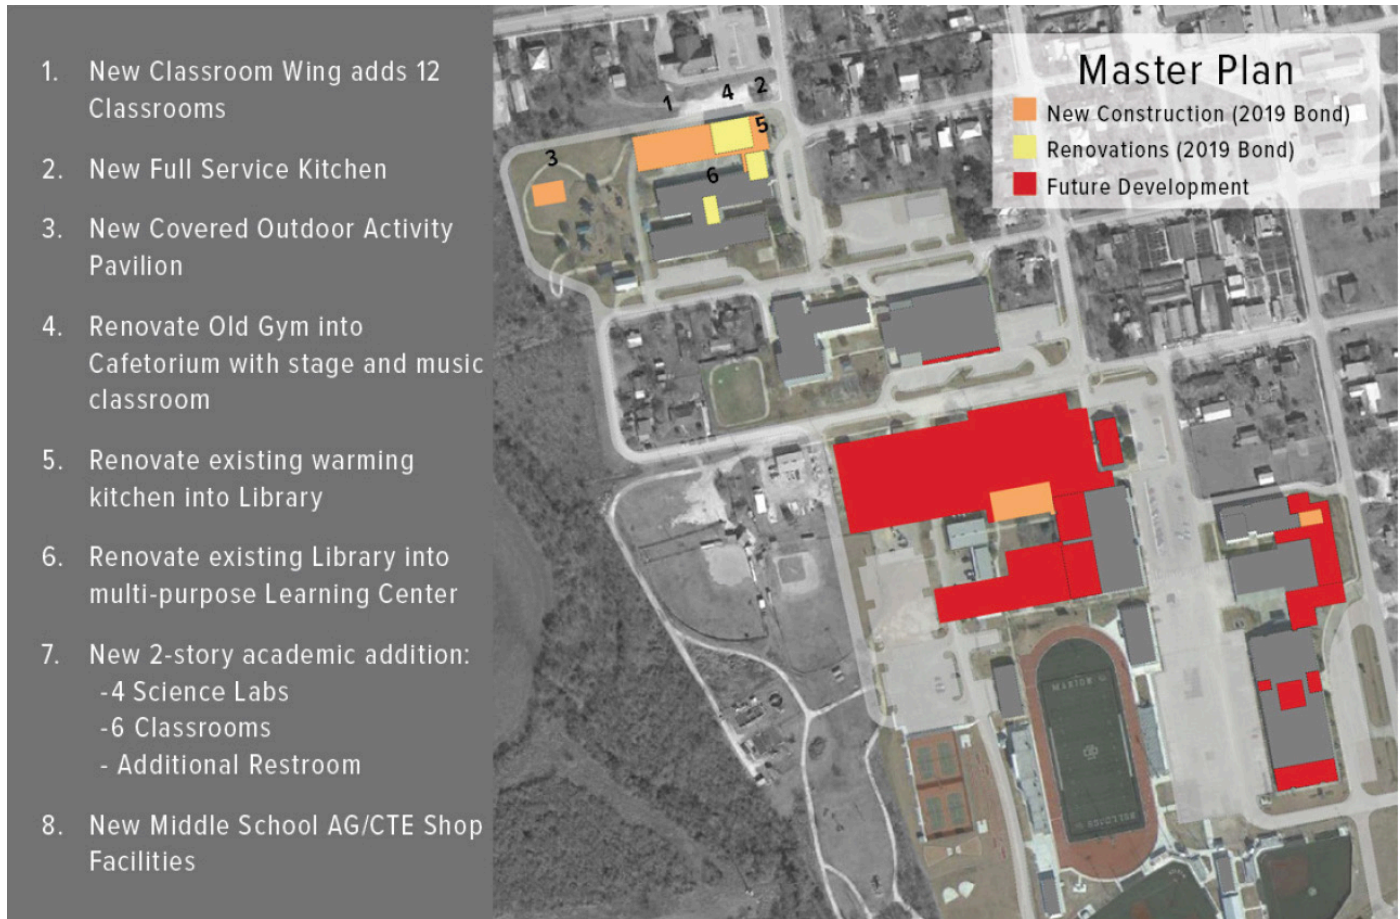 1. New Classroom Wing adds 12
Classrooms
2. New Full Service Kitchen
3. New Covered Outdoor Activity
Pavilion
4. Renovate Old Gym into
Cafetorium with stage and music
classroom
5. Renovate existing warming
kitchen into Library
6. Renovate existing Library into
multi-purpose Learning Center
7. New 2-story academic addition:
-4 Science Labs
-6 Classrooms
- Additional Restroom
8. New Middle School AG/CTE Shop
Facilities
Master Plan
New Construction (2019 Bond)
Renovations (2019 Bond)
Future Development
1
4
2
5
3
6